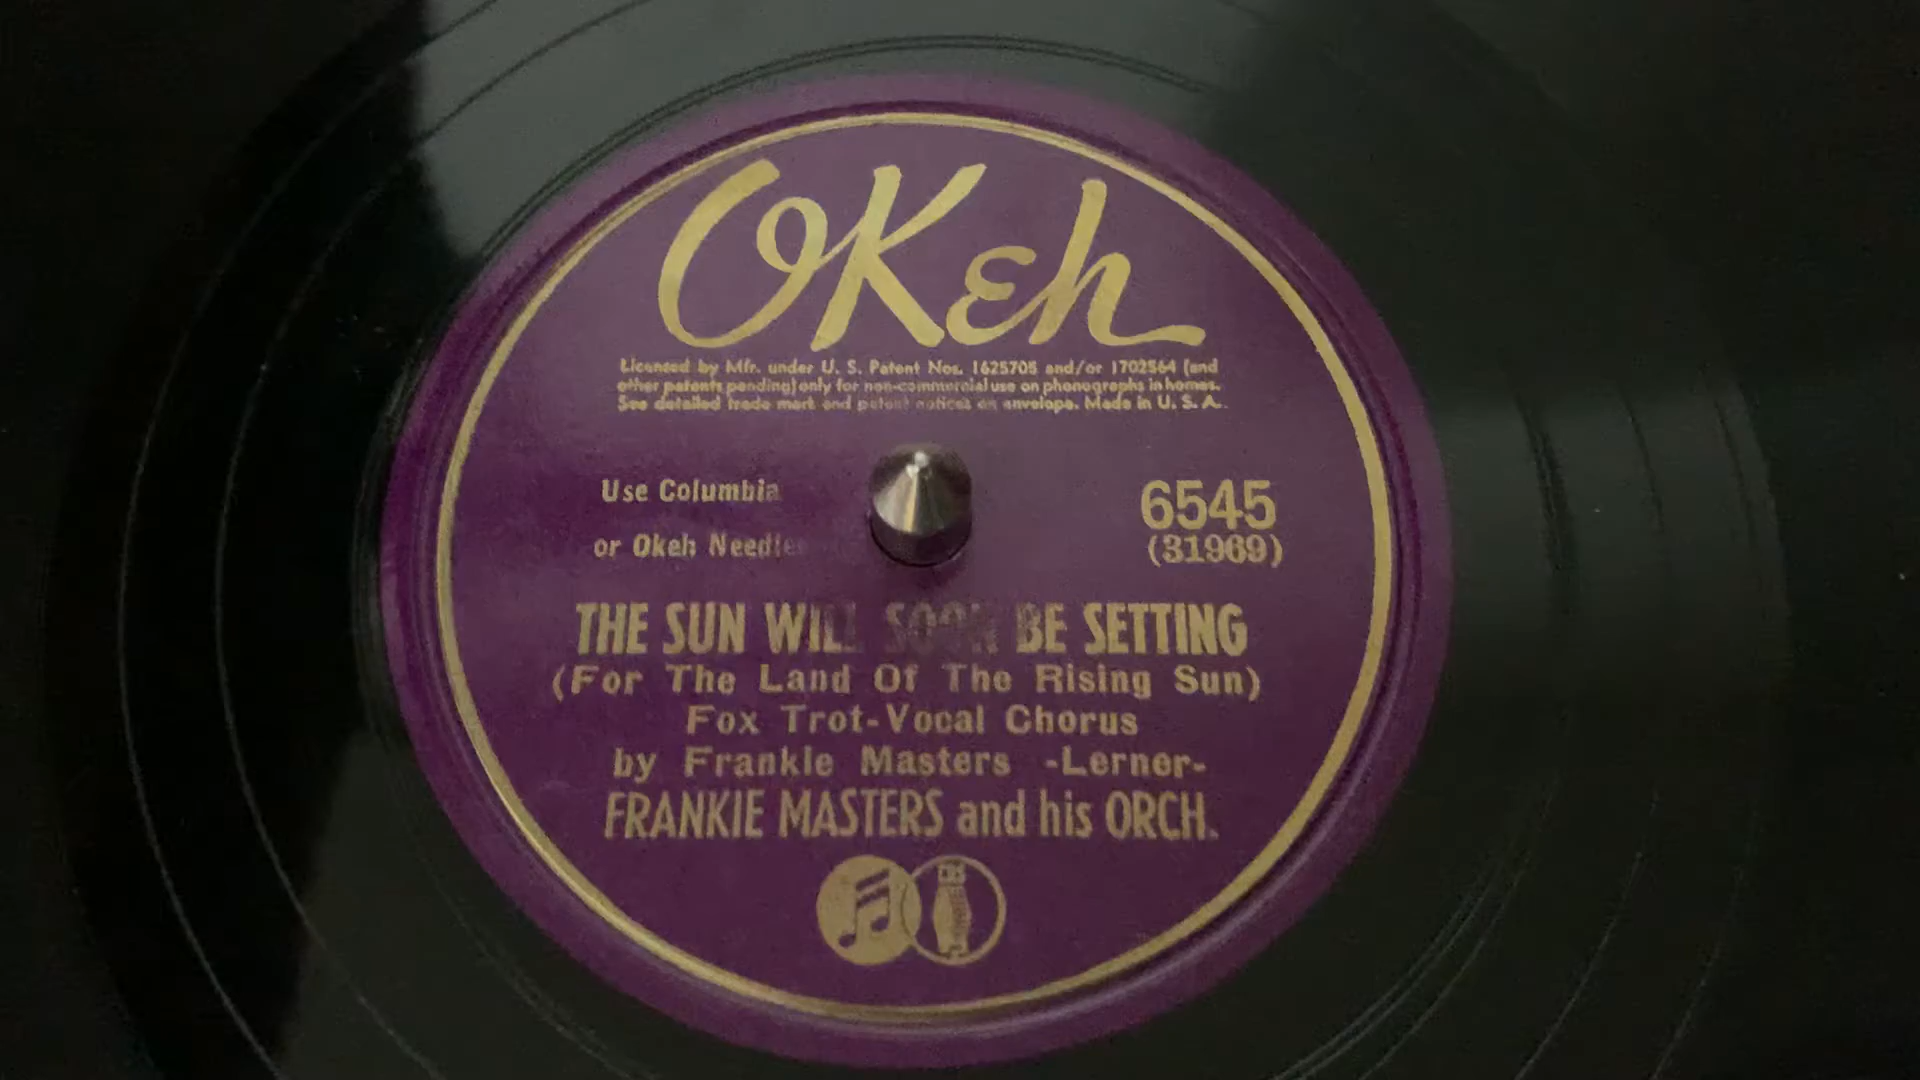 OKeh
Licensed by Mfr. under U. S. Patent Nos. 1625705 and/or 1702564 (and
other patents pending) only for non-commercial use on phonographs in homes.
See detailed trade mark and patent notices on envelope. Made in U. S. A.
Use Columbia
or Okeh Needles
6545
(31969)
THE SUN WILL SOON BE SETTING
(For The Land Of The Rising Sun)
Fox Trot-Vocal Chorus
by Frankie Masters -Lerner-
FRANKIE MASTERS and his ORCH.